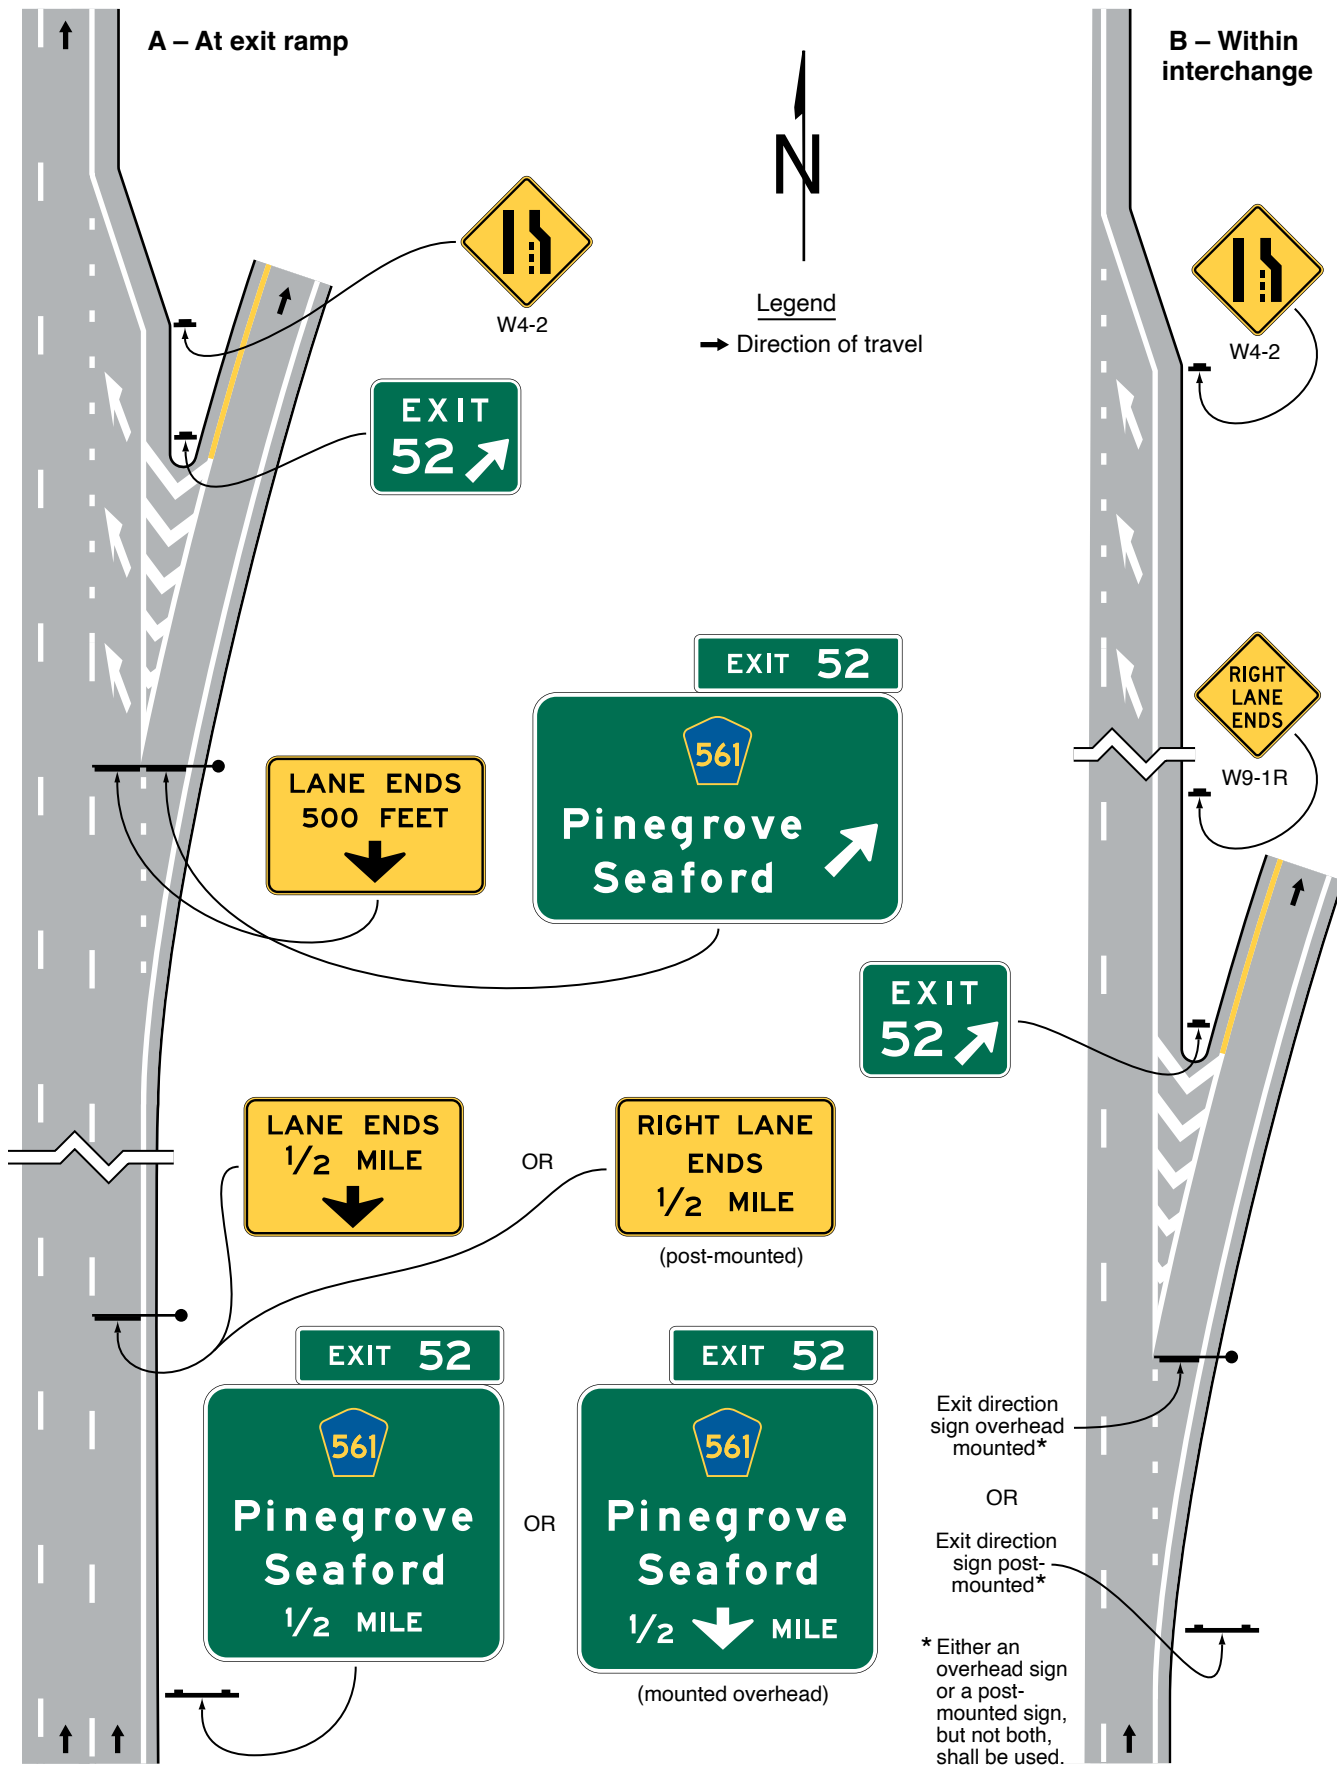 A – At exit ramp
B – Within
interchange
N
W4-2
Legend
Direction of travel
W4-2
EXIT
52
EXIT 52
561
Pinegrove
Seaford
RIGHT
LANE
ENDS
W9-1R
LANE ENDS
500 FEET
EXIT
52
LANE ENDS
1/2 MILE
OR
RIGHT LANE
ENDS
1/2 MILE
(post-mounted)
EXIT 52
561
Pinegrove
Seaford
1/2 MILE
OR
EXIT 52
561
Pinegrove
Seaford
1/2 MILE
(mounted overhead)
Exit direction
sign overhead
mounted*
OR
Exit direction
sign post-
mounted*
* Either an
overhead sign
or a post-
mounted sign,
but not both,
shall be used.